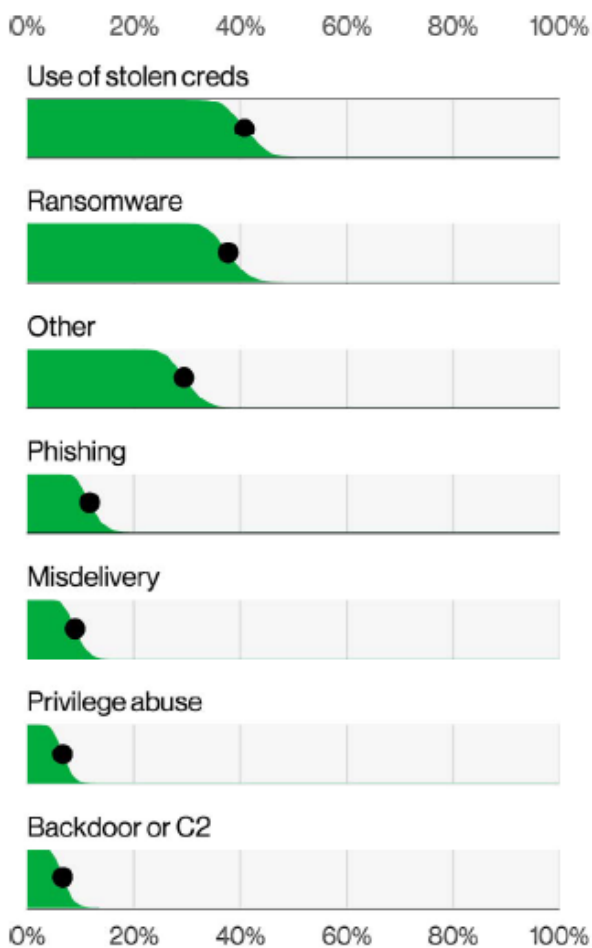 0% 20% 40% 60% 80% 100%
Use of stolen creds
Ransomware
Other
Phishing
Misdelivery
Privilege abuse
Backdoor or C2
0% 20% 40% 60% 80% 100%